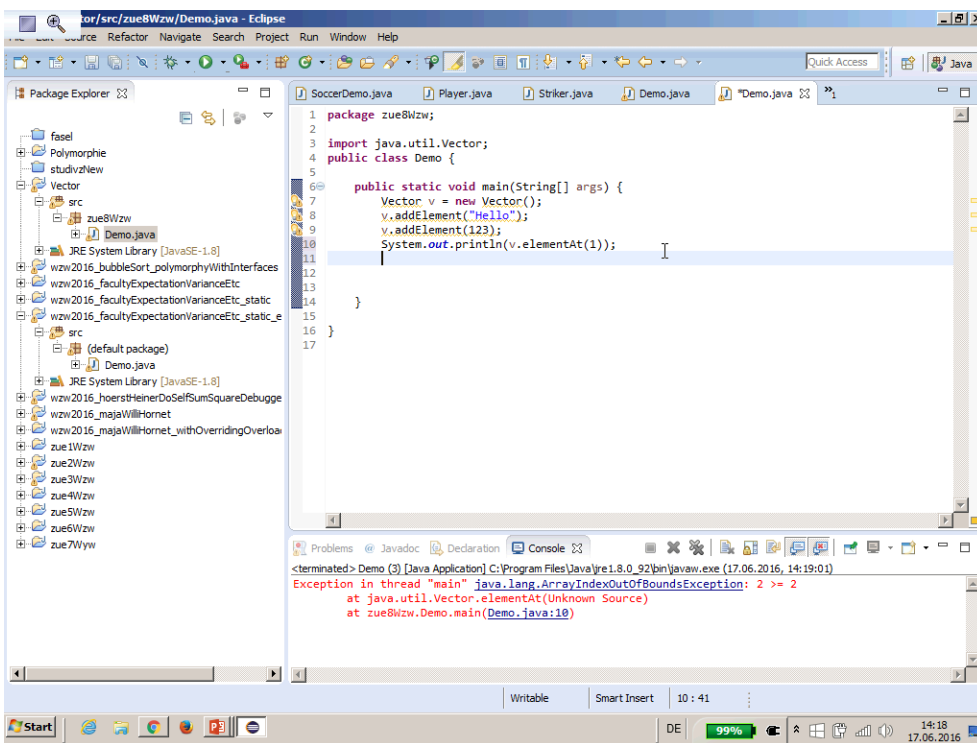 tor/src/zue8Wzw/Demo.java - Eclipse
Source Refactor Navigate Search Project Run Window Help
Quick Access
Java
Package Explorer
fasel
Polymorphie
studivzNew
Vector
src
zue8Wzw
Demo.java
JRE System Library [JavaSE-1.8]
wzw2016_bubbleSort_polymorphyWithInterfaces
wzw2016_facultyExpectationVarianceEtc
wzw2016_facultyExpectationVarianceEtc_static
wzw2016_facultyExpectationVarianceEtc_static_e
src
(default package)
Demo.java
JRE System Library [JavaSE-1.8]
wzw2016_hoerstHeinerDoSelfSumSquareDebugge
wzw2016_majaWilliHornet
wzw2016_majaWilliHornet_withOverridingOverloa
zue1Wzw
zue2Wzw
zue3Wzw
zue4Wzw
zue5Wzw
zue6Wzw
zue7Wyw
SoccerDemo.java Player.java Striker.java Demo.java *Demo.java »1
1 package zue8Wzw;
2
3 import java.util.Vector;
4 public class Demo {
5
6 public static void main(String[] args) {
7 Vector v = new Vector();
8 v.addElement("Hello");
9 v.addElement(123);
10 System.out.println(v.elementAt(1));
11
12
13
14 }
15
16 }
17
Problems @ Javadoc Declaration Console
<terminated> Demo (3) [Java Application] C:\Program Files\Java\jre1.8.0_92\bin\javaw.exe (17.06.2016, 14:19:01)
Exception in thread "main" java.lang.ArrayIndexOutOfBoundsException: 2 >= 2
at java.util.Vector.elementAt(Unknown Source)
at zue8Wzw.Demo.main(Demo.java:10)
Writable Smart Insert 10 : 41
Start
DE 99% 14:18
17.06.2016